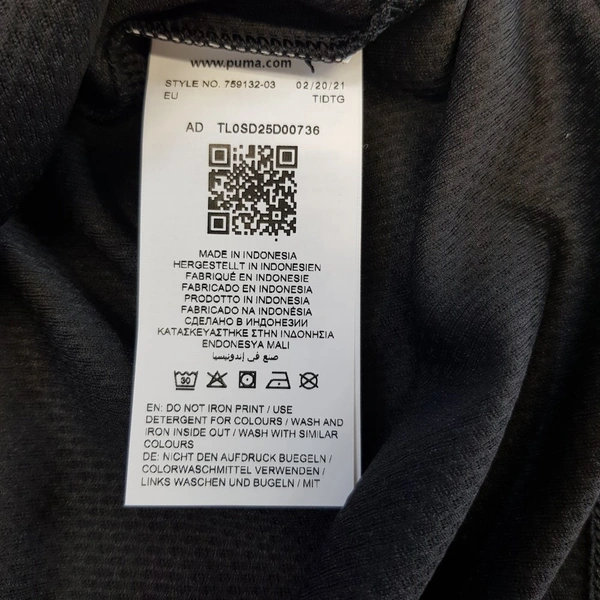 www.puma.com
STYLE NO. 759132-03 02/20/21
EU TIDTG
AD TL0SD25D00736
MADE IN INDONESIA
HERGESTELLT IN INDONESIEN
FABRIQUÉ EN INDONESIE
FABRICADO EN INDONESIA
PRODOTTO IN INDONESIA
FABRICADO NA INDONÉSIA
СДЕЛАНО В ИНДОНЕЗИИ
ΚΑΤΑΣΚΕΥΑΣΤΗΚΕ ΣΤΗΝ ΙΝΔΟΝΗΣΙΑ
ENDONESYA MALI
صنع في إندونيسيا
30
EN: DO NOT IRON PRINT / USE
DETERGENT FOR COLOURS / WASH AND
IRON INSIDE OUT / WASH WITH SIMILAR
COLOURS
DE: NICHT DEN AUFDRUCK BUEGELN /
COLORWASCHMITTEL VERWENDEN /
LINKS WASCHEN UND BUGELN / MIT